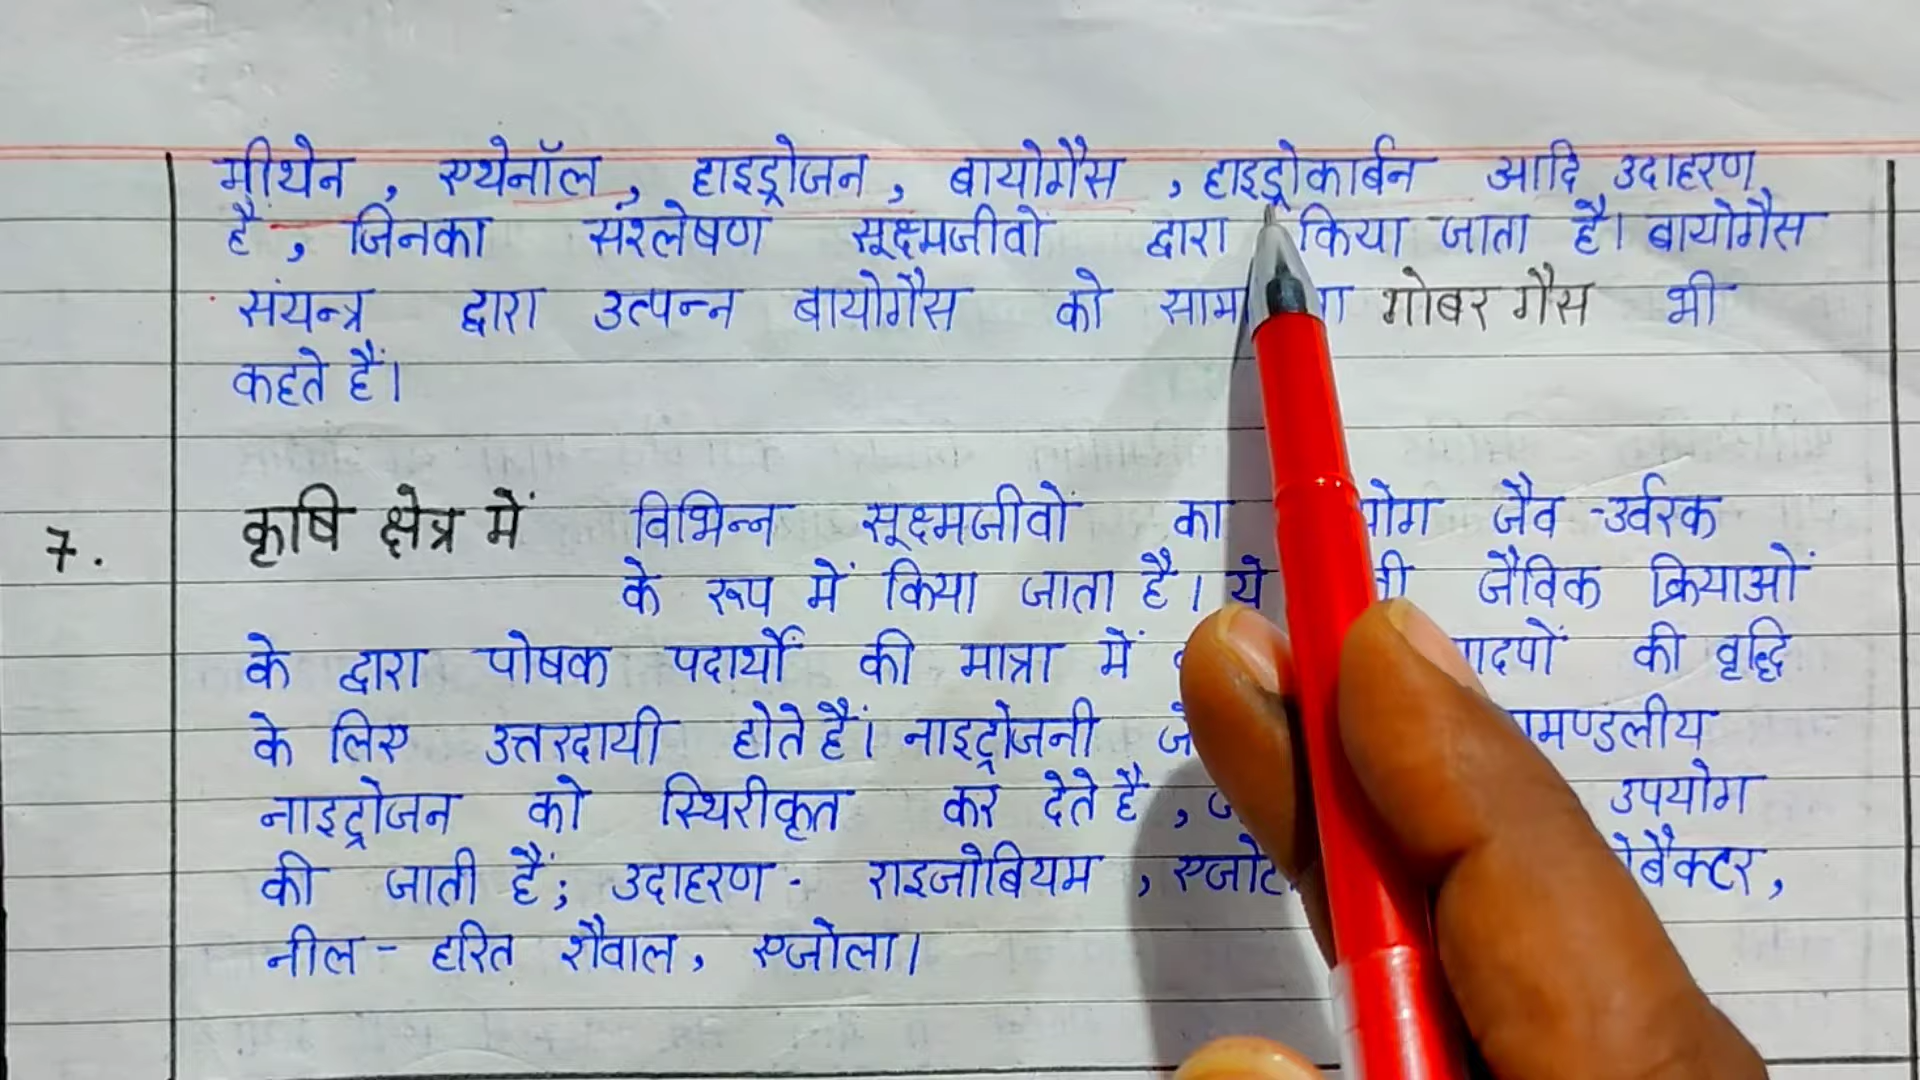 मीथेन , एथेनॉल, हाइड्रोजन, बायोगैस , हाइड्रोकार्बन आदि उदाहरण
हैं , जिनका संश्लेषण सूक्ष्मजीवों द्वारा किया जाता है। बायोगैस
संयन्त्र द्वारा उत्पन्न बायोगैस को गोबर गैस भी
कहते हैं।
7. कृषि क्षेत्र में विभिन्न सूक्ष्मजीवों का जैव -उर्वरक
के रूप में किया जाता है। ये जैविक क्रियाओं
के द्वारा पोषक पदार्थों की मात्रा में की वृद्धि
के लिए उत्तरदायी होते हैं। नाइट्रोजनी
नाइट्रोजन को स्थिरीकृत कर देते है , उपयोग
की जाती हैं; उदाहरण - राइजोबियम ,
नील - हरित शैवाल, एजोला।